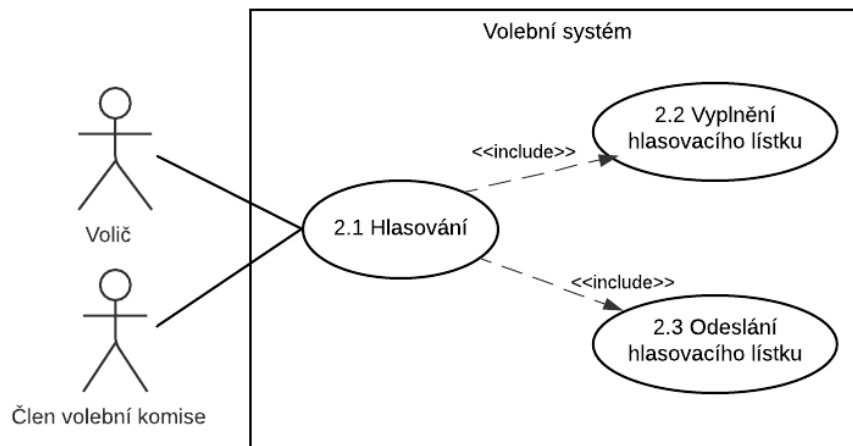 Volební systém
2.2 Vyplnění
hlasovacího lístku
<<include>>
Volič
2.1 Hlasování
<<include>>
2.3 Odeslání
hlasovacího lístku
Člen volební komise